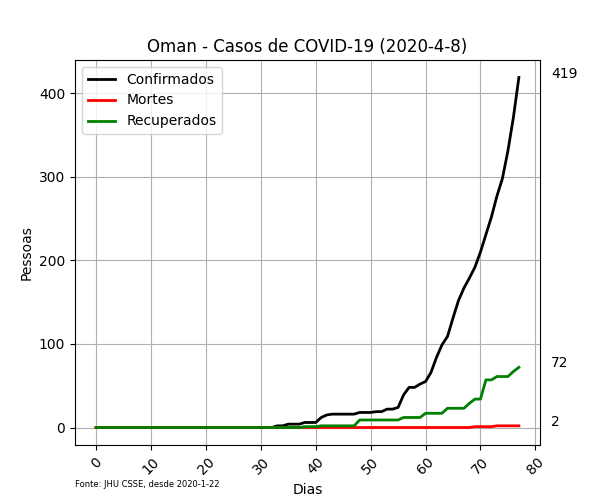 Oman - Casos de COVID-19 (2020-4-8)
Confirmados
Mortes
Recuperados
419
72
2
400
300
200
100
0
Pessoas
0 10 20 30 40 50 60 70 80
Dias
Fonte: JHU CSSE, desde 2020-1-22